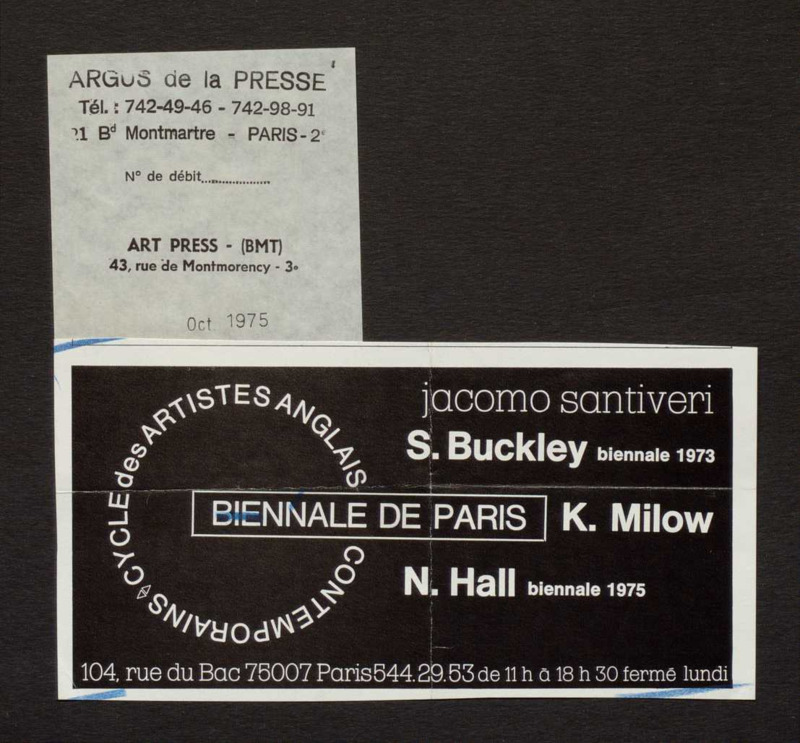 ARGUS de la PRESSE
Tél. : 742-49-46 - 742-98-91
21 Bd Montmartre - PARIS-2e
N° de débit..................
ART PRESS - (BMT)
43, rue de Montmorency - 3e
Oct 1975
CYCLE des ARTISTES ANGLAIS CONTEMPORAINS
BIENNALE DE PARIS
jacomo santiveri
S. Buckley biennale 1973
K. Milow
N. Hall biennale 1975
104, rue du Bac 75007 Paris 544.29.53 de 11 h à 18 h 30 fermé lundi